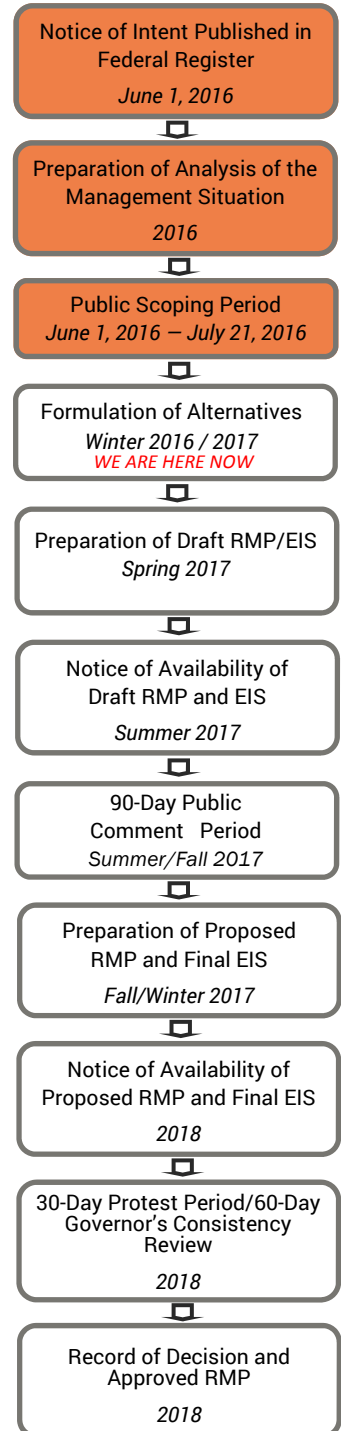 Notice of Intent Published in
Federal Register
June 1, 2016
Preparation of Analysis of the
Management Situation
2016
Public Scoping Period
June 1, 2016 — July 21, 2016
Formulation of Alternatives
Winter 2016 / 2017
WE ARE HERE NOW
Preparation of Draft RMP/EIS
Spring 2017
Notice of Availability of
Draft RMP and EIS
Summer 2017
90-Day Public
Comment Period
Summer/Fall 2017
Preparation of Proposed
RMP and Final EIS
Fall/Winter 2017
Notice of Availability of
Proposed RMP and Final EIS
2018
30-Day Protest Period/60-Day
Governor's Consistency
Review
2018
Record of Decision and
Approved RMP
2018